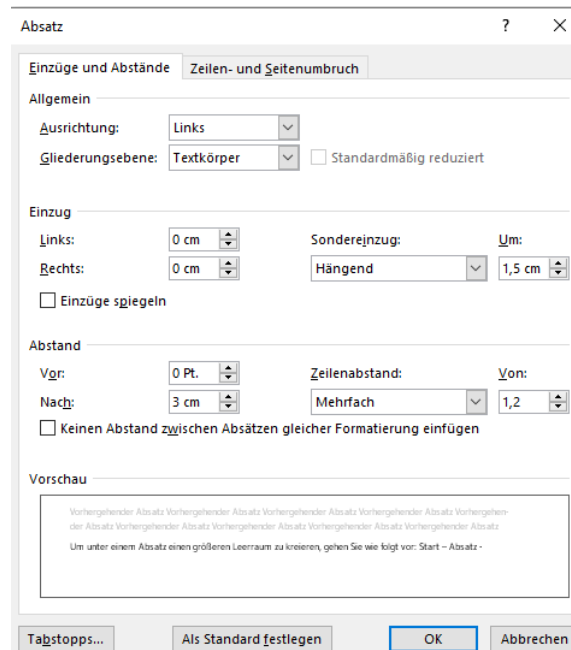 Absatz ?
Einzüge und Abstände Zeilen- und Seitenumbruch
Allgemein
Ausrichtung: Links
Gliederungsebene: Textkörper Standardmäßig reduziert
Einzug
Links: 0 cm Sondereinzug: Um:
Rechts: 0 cm Hängend 1,5 cm
Einzüge spiegeln
Abstand
Vor: 0 Pt. Zeilenabstand: Von:
Nach: 3 cm Mehrfach 1,2
Keinen Abstand zwischen Absätzen gleicher Formatierung einfügen
Vorschau
Vorhergehender Absatz Vorhergehender Absatz Vorhergehender Absatz Vorhergehender Absatz Vorhergehen-
der Absatz Vorhergehender Absatz Vorhergehender Absatz Vorhergehender Absatz Vorhergehender Absatz
Um unter einem Absatz einen größeren Leerraum zu kreieren, gehen Sie wie folgt vor: Start – Absatz -
Tabstopps... Als Standard festlegen OK Abbrechen